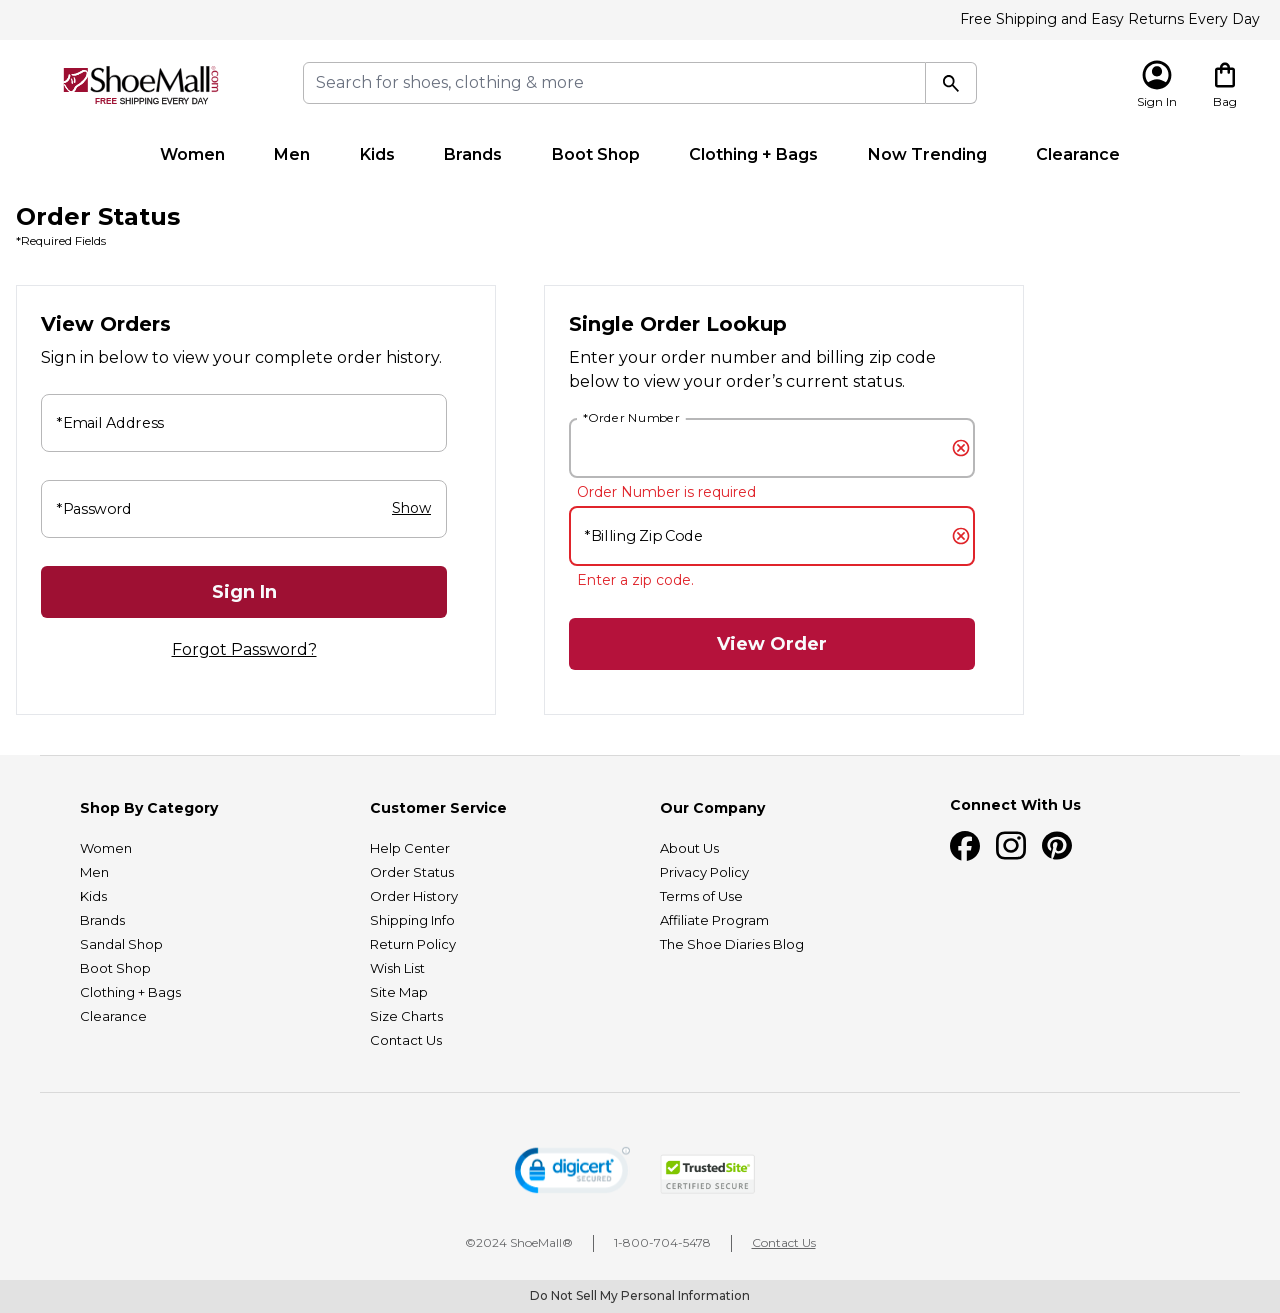 Free Shipping and Easy Returns Every Day
ShoeMall®.com
FREE SHIPPING EVERY DAY
Search for shoes, clothing & more
Sign In
Bag
Women
Men
Kids
Brands
Boot Shop
Clothing + Bags
Now Trending
Clearance
Order Status
*Required Fields
View Orders
Sign in below to view your complete order history.
*Email Address
*Password
Show
Sign In
Forgot Password?
Single Order Lookup
Enter your order number and billing zip code
below to view your order’s current status.
*Order Number
Order Number is required
*Billing Zip Code
Enter a zip code.
View Order
Shop By Category
Women
Men
Kids
Brands
Sandal Shop
Boot Shop
Clothing + Bags
Clearance
Customer Service
Help Center
Order Status
Order History
Shipping Info
Return Policy
Wish List
Site Map
Size Charts
Contact Us
Our Company
About Us
Privacy Policy
Terms of Use
Affiliate Program
The Shoe Diaries Blog
Connect With Us
digicert
SECURED
TrustedSite
CERTIFIED SECURE
©2024 ShoeMall®
1-800-704-5478
Contact Us
Do Not Sell My Personal Information